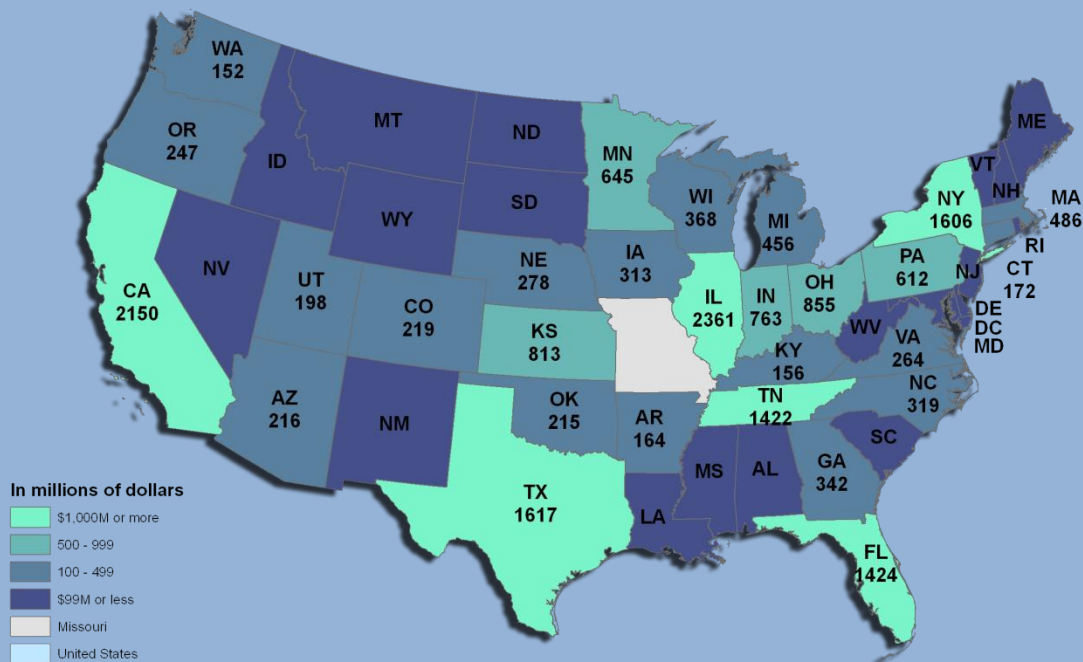 WA
152
OR
247
CA
2150
NV
ID
MT
WY
UT
198
AZ
216
CO
219
NM
ND
SD
NE
278
KS
813
OK
215
TX
1617
MN
645
IA
313
AR
164
LA
WI
368
IL
2361
MI
456
IN
763
OH
855
KY
156
TN
1422
MS
AL
GA
342
FL
1424
SC
NC
319
VA
264
WV
PA
612
NY
1606
VT
NH
ME
MA
486
RI
CT
172
NJ
DE
DC
MD
In millions of dollars
$1,000M or more
500 - 999
100 - 499
$99M or less
Missouri
United States